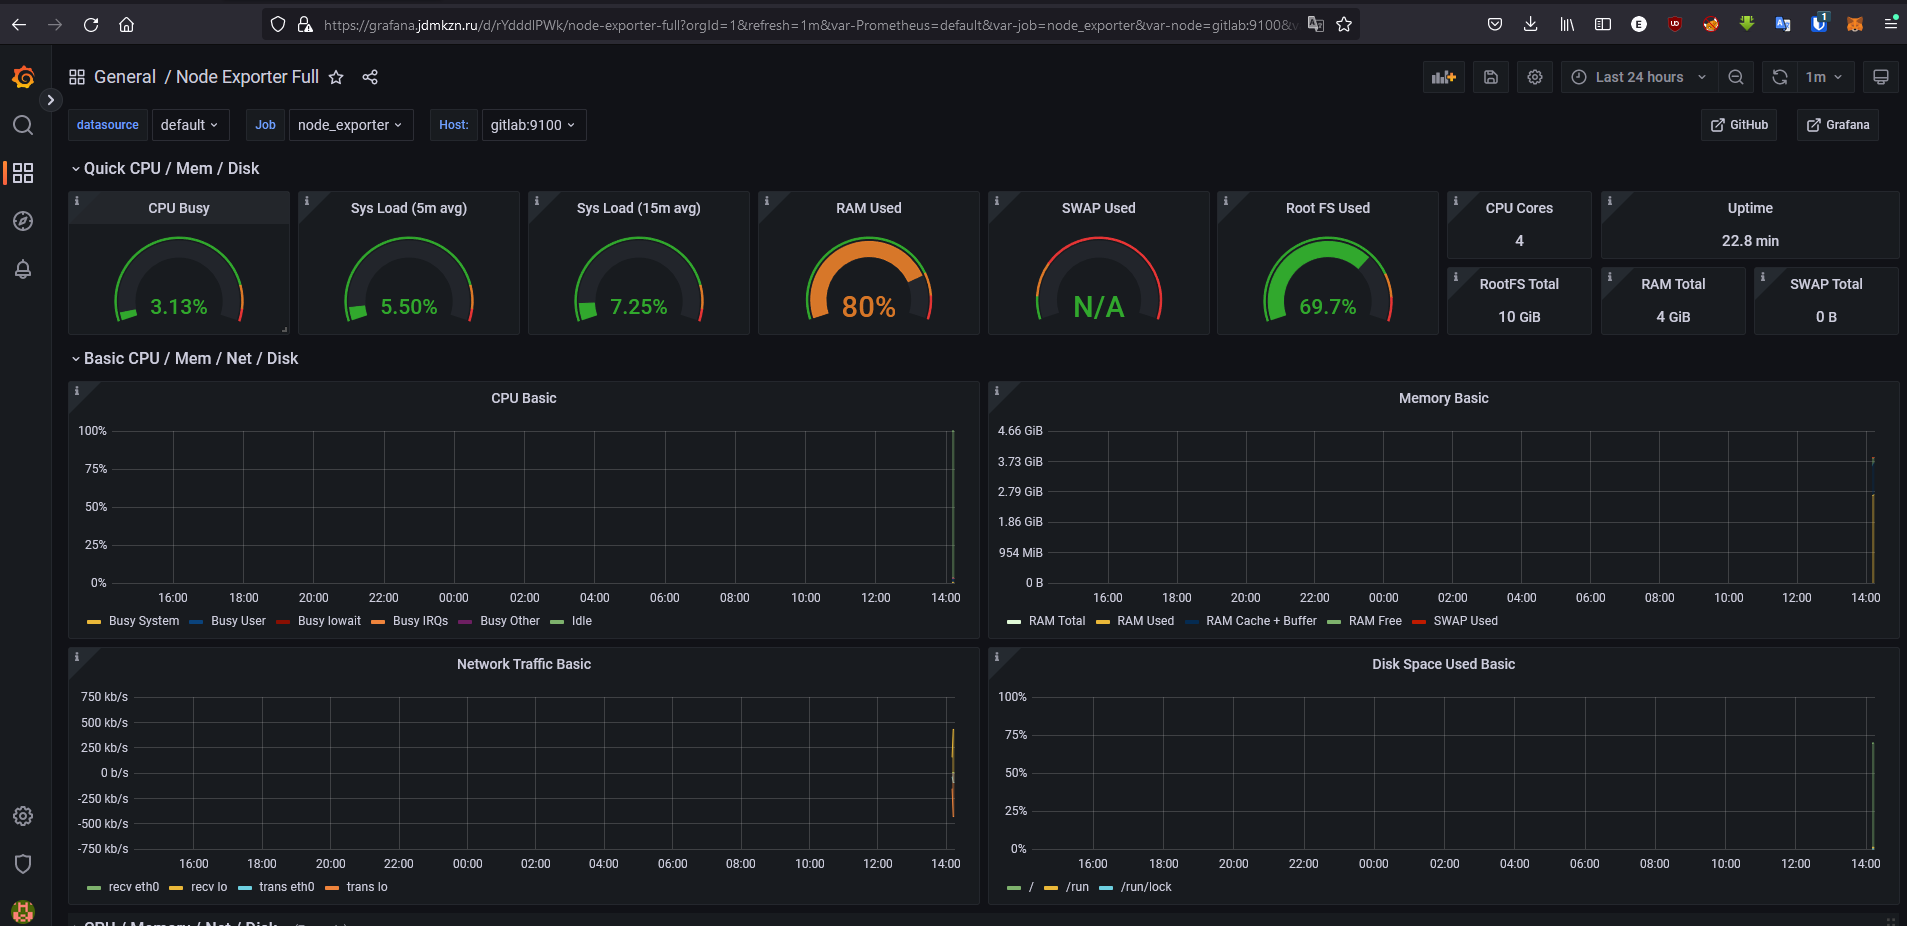 https://grafana.jdmkzn.ru/d/rYdddlPWk/node-exporter-full?orgId=1&refresh=1m&var-Prometheus=default&var-job=node_exporter&var-node=gitlab:9100&v
General / Node Exporter Full
Last 24 hours
1m
datasource default Job node_exporter Host: gitlab:9100
GitHub Grafana
Quick CPU / Mem / Disk
CPU Busy
3.13%
Sys Load (5m avg)
5.50%
Sys Load (15m avg)
7.25%
RAM Used
80%
SWAP Used
N/A
Root FS Used
69.7%
CPU Cores
4
Uptime
22.8 min
RootFS Total
10 GiB
RAM Total
4 GiB
SWAP Total
0 B
Basic CPU / Mem / Net / Disk
CPU Basic
100%
75%
50%
25%
0%
16:00 18:00 20:00 22:00 00:00 02:00 04:00 06:00 08:00 10:00 12:00 14:00
Busy System Busy User Busy Iowait Busy IRQs Busy Other Idle
Memory Basic
4.66 GiB
3.73 GiB
2.79 GiB
1.86 GiB
954 MiB
0 B
16:00 18:00 20:00 22:00 00:00 02:00 04:00 06:00 08:00 10:00 12:00 14:00
RAM Total RAM Used RAM Cache + Buffer RAM Free SWAP Used
Network Traffic Basic
750 kb/s
500 kb/s
250 kb/s
0 b/s
-250 kb/s
-500 kb/s
-750 kb/s
16:00 18:00 20:00 22:00 00:00 02:00 04:00 06:00 08:00 10:00 12:00 14:00
recv eth0 recv lo trans eth0 trans lo
Disk Space Used Basic
100%
75%
50%
25%
0%
16:00 18:00 20:00 22:00 00:00 02:00 04:00 06:00 08:00 10:00 12:00 14:00
/ /run /run/lock
CPU / Memory / Net / Disk